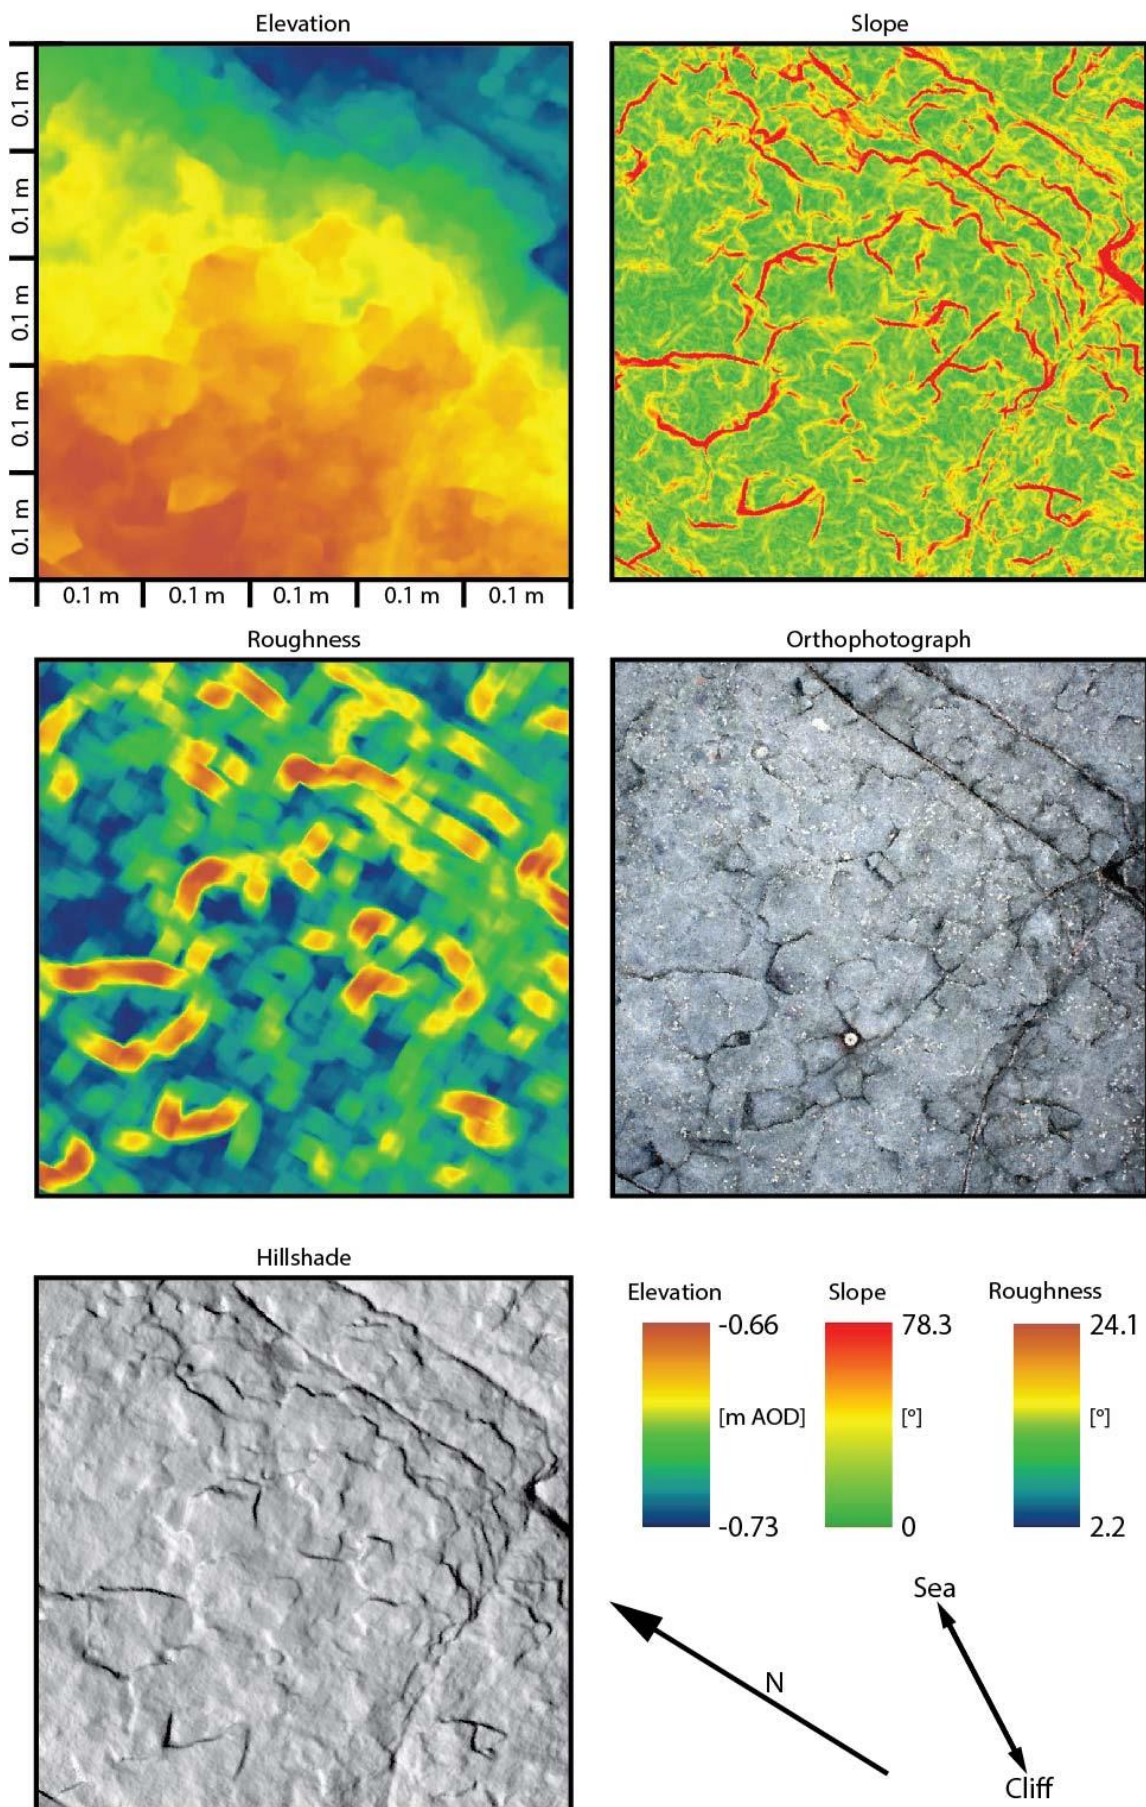 Elevation
Slope
0.1 m
0.1 m
0.1 m
0.1 m
0.1 m
0.1 m 0.1 m 0.1 m 0.1 m 0.1 m
Roughness
Orthophotograph
Hillshade
Elevation
-0.66
[m AOD]
-0.73
Slope
78.3
[º]
0
Roughness
24.1
[º]
2.2
Sea
N
Cliff